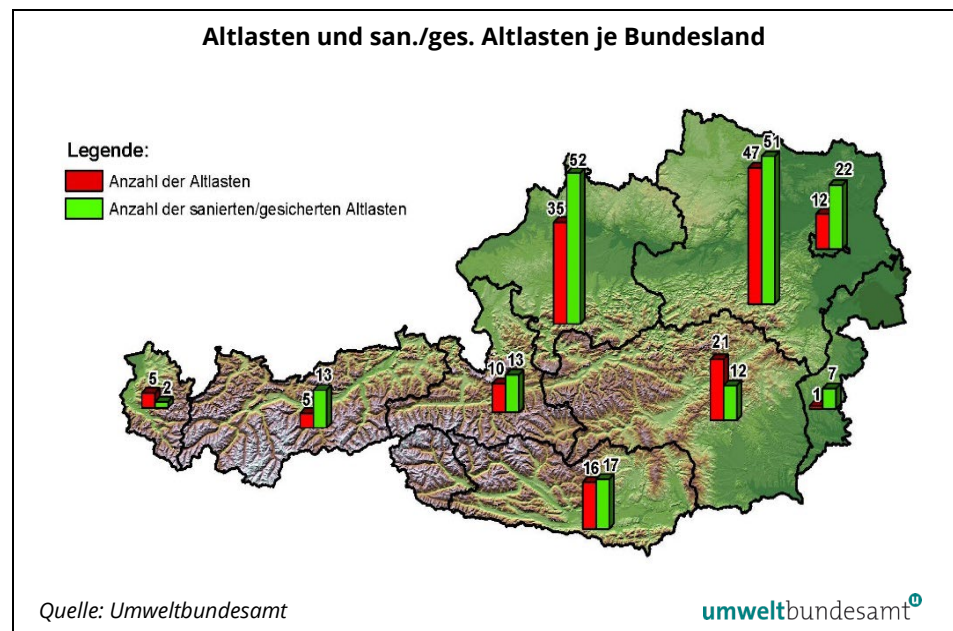 Altlasten und san./ges. Altlasten je Bundesland
Legende:
Anzahl der Altlasten
Anzahl der sanierten/gesicherten Altlasten
35 52
47 51
12 22
5 2
5 13
10 13
21 12
1 7
16 17
Quelle: Umweltbundesamt
umweltbundesamt u